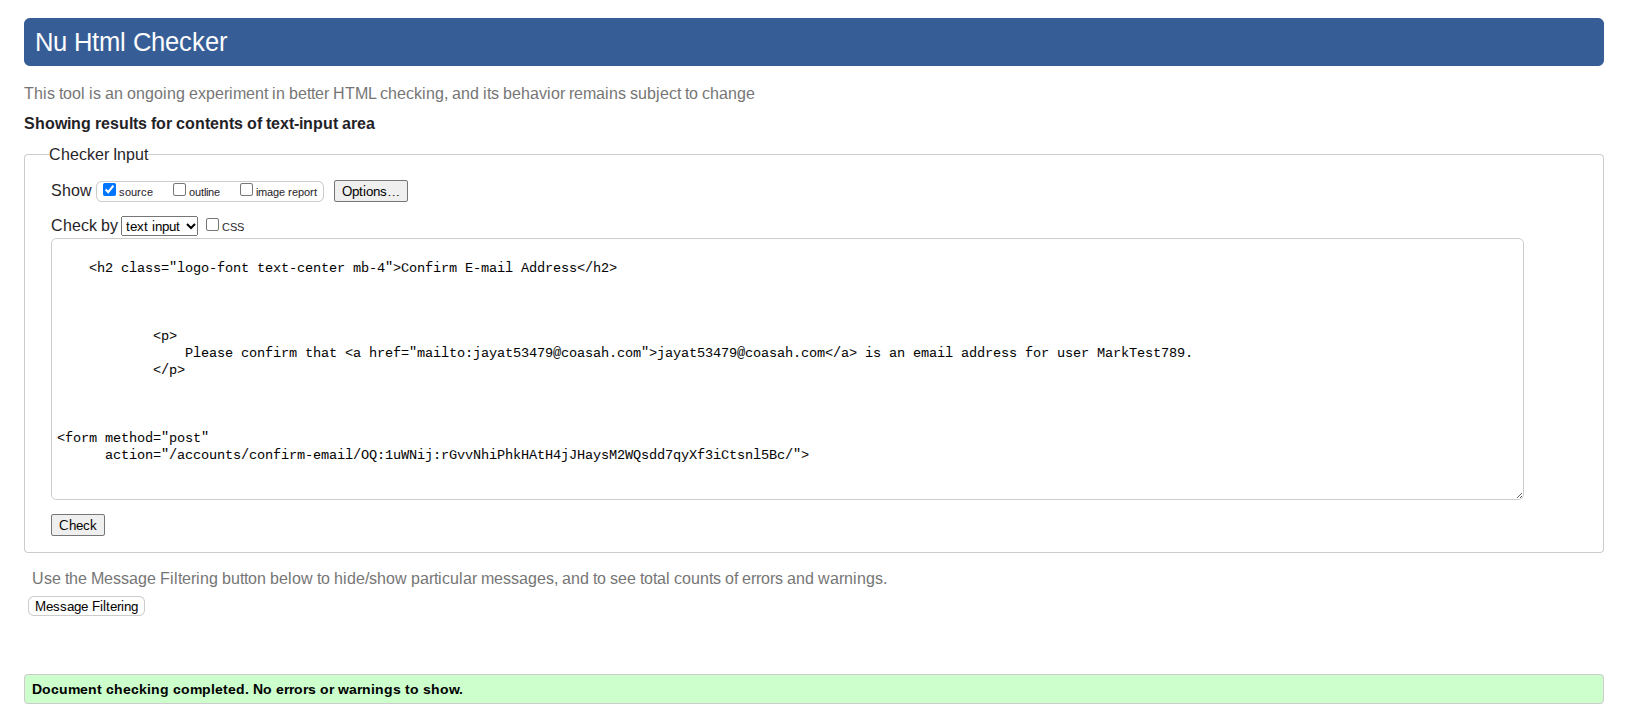 Nu Html Checker
This tool is an ongoing experiment in better HTML checking, and its behavior remains subject to change
Showing results for contents of text-input area
Checker Input
Show source outline image report Options...
Check by text input CSS
<h2 class="logo-font text-center mb-4">Confirm E-mail Address</h2>
<p>
Please confirm that <a href="mailto:jayat53479@coasah.com">jayat53479@coasah.com</a> is an email address for user MarkTest789.
</p>
<form method="post"
action="/accounts/confirm-email/OQ:1uWNij:rGvvNhiPhkHAtH4jJHaysM2WQsdd7qyXf3iCtsnl5Bc/">
Check
Use the Message Filtering button below to hide/show particular messages, and to see total counts of errors and warnings.
Message Filtering
Document checking completed. No errors or warnings to show.